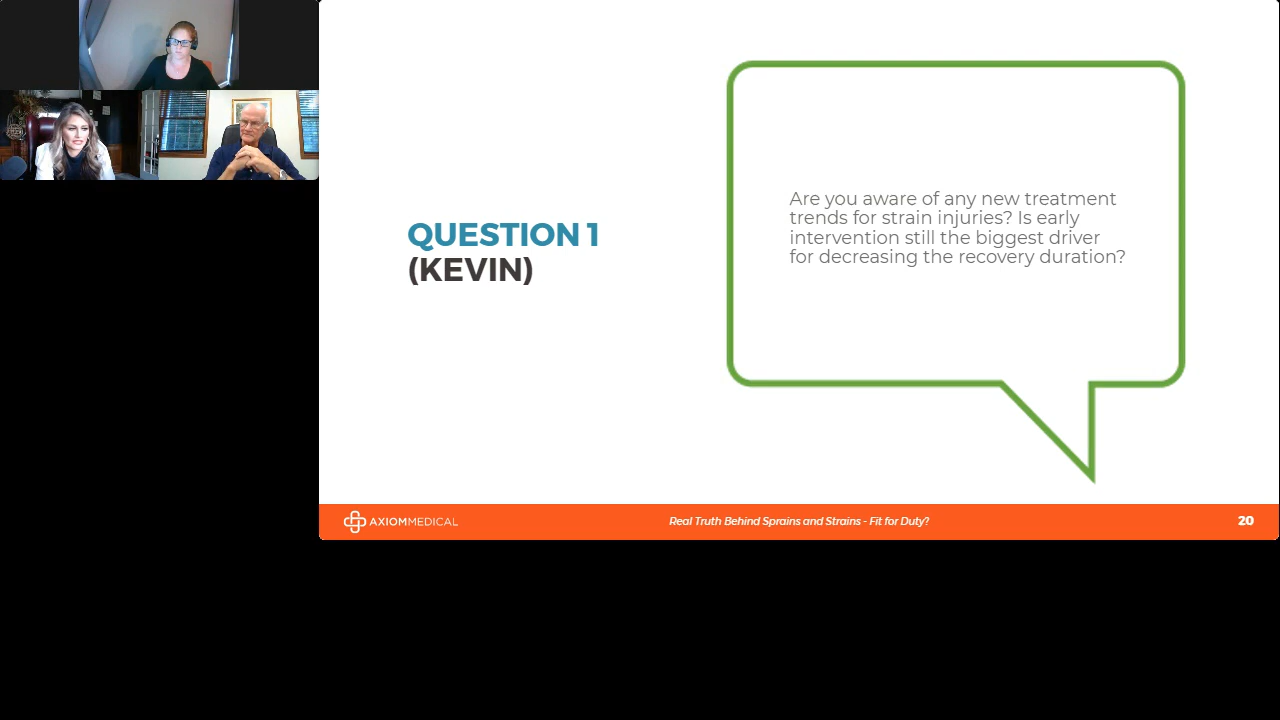 QUESTION 1
(KEVIN)
Are you aware of any new treatment
trends for strain injuries? Is early
intervention still the biggest driver
for decreasing the recovery duration?
AXIOMMEDICAL
Real Truth Behind Sprains and Strains - Fit for Duty?
20